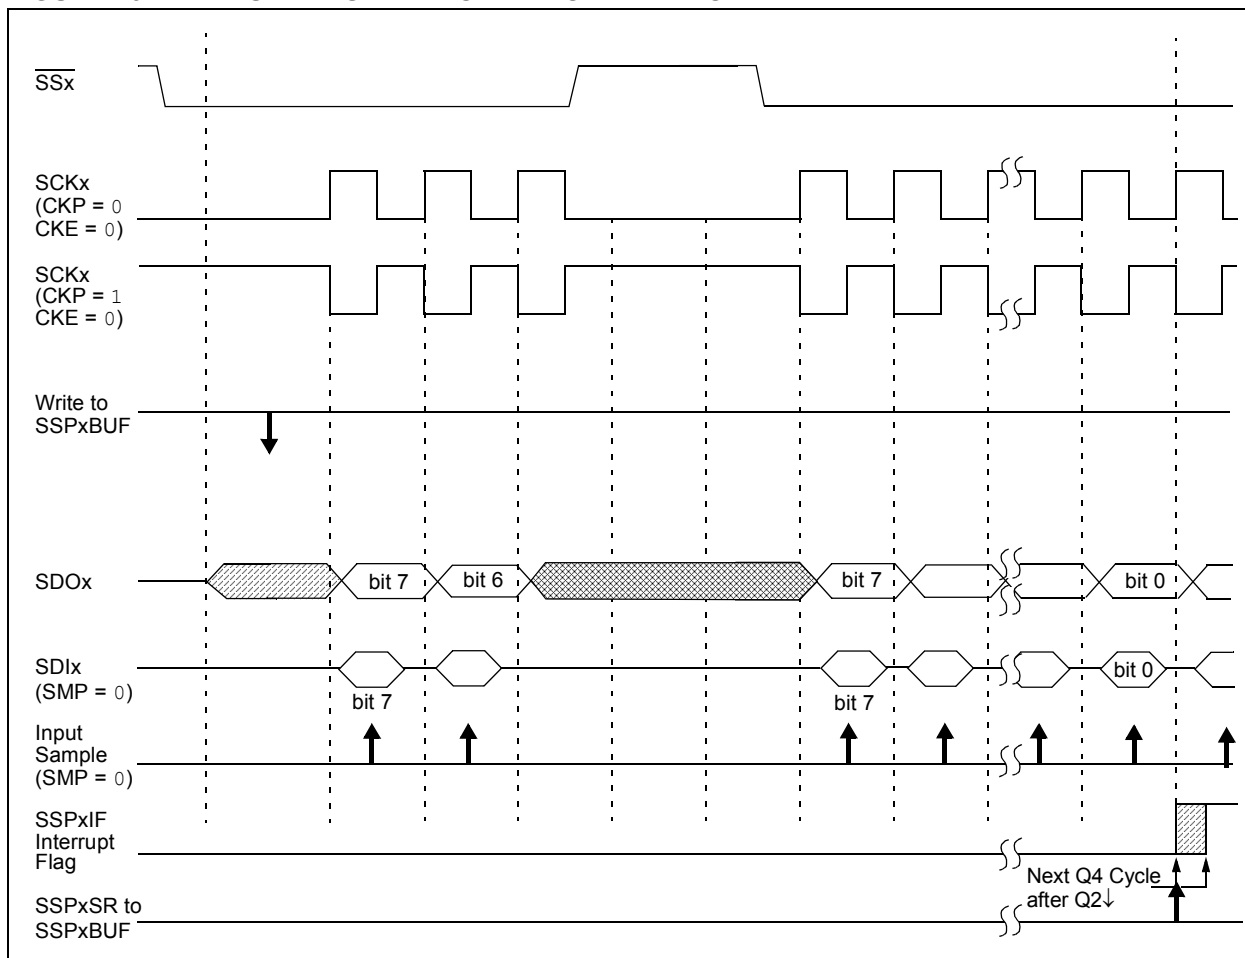 SSx
SCKx
(CKP = 0
CKE = 0)
SCKx
(CKP = 1
CKE = 0)
Write to
SSPxBUF
SDOx
bit 7
bit 6
bit 7
bit 0
SDIx
(SMP = 0)
bit 7
bit 7
bit 0
Input
Sample
(SMP = 0)
SSPxIF
Interrupt
Flag
Next Q4 Cycle
after Q2↓
SSPxSR to
SSPxBUF